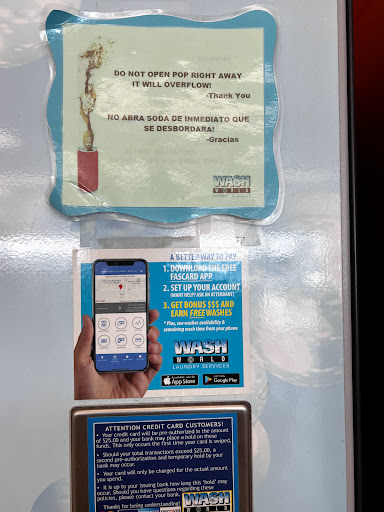 DO NOT OPEN POP RIGHT AWAY
IT WILL OVERFLOW!
-Thank You
NO ABRA SODA DE INMEDIATO QUE
SE DESBORDARA!
-Gracias
WASH
WORLD
LAUNDRY SERVICES
A BETTER WAY TO PAY
1. DOWNLOAD THE FREE
FASCARD APP
2. SET UP YOUR ACCOUNT
(WANT HELP? ASK AN ATTENDANT)
3. GET BONUS $$$ AND
EARN FREE WASHES
* Plus, see washer availability &
remaining wash time from your phone
WASH
WORLD
LAUNDRY SERVICES
App Store
Google Play
ATTENTION CREDIT CARD CUSTOMERS!
• Your credit card will be pre-authorized in the amount
of $25.00 and your bank may place a hold on these
funds. This only occurs the first time your card is swiped.
• Should your total transactions exceed $25.00, a
second pre-authorization and temporary hold by your
bank may occur.
• Your card will only be charged for the actual amount
you spend.
• It is up to your issuing bank how long this 'hold' may
occur. Should you have questions regarding these
policies, please contact your bank.
Thanks for being understanding!
WASH